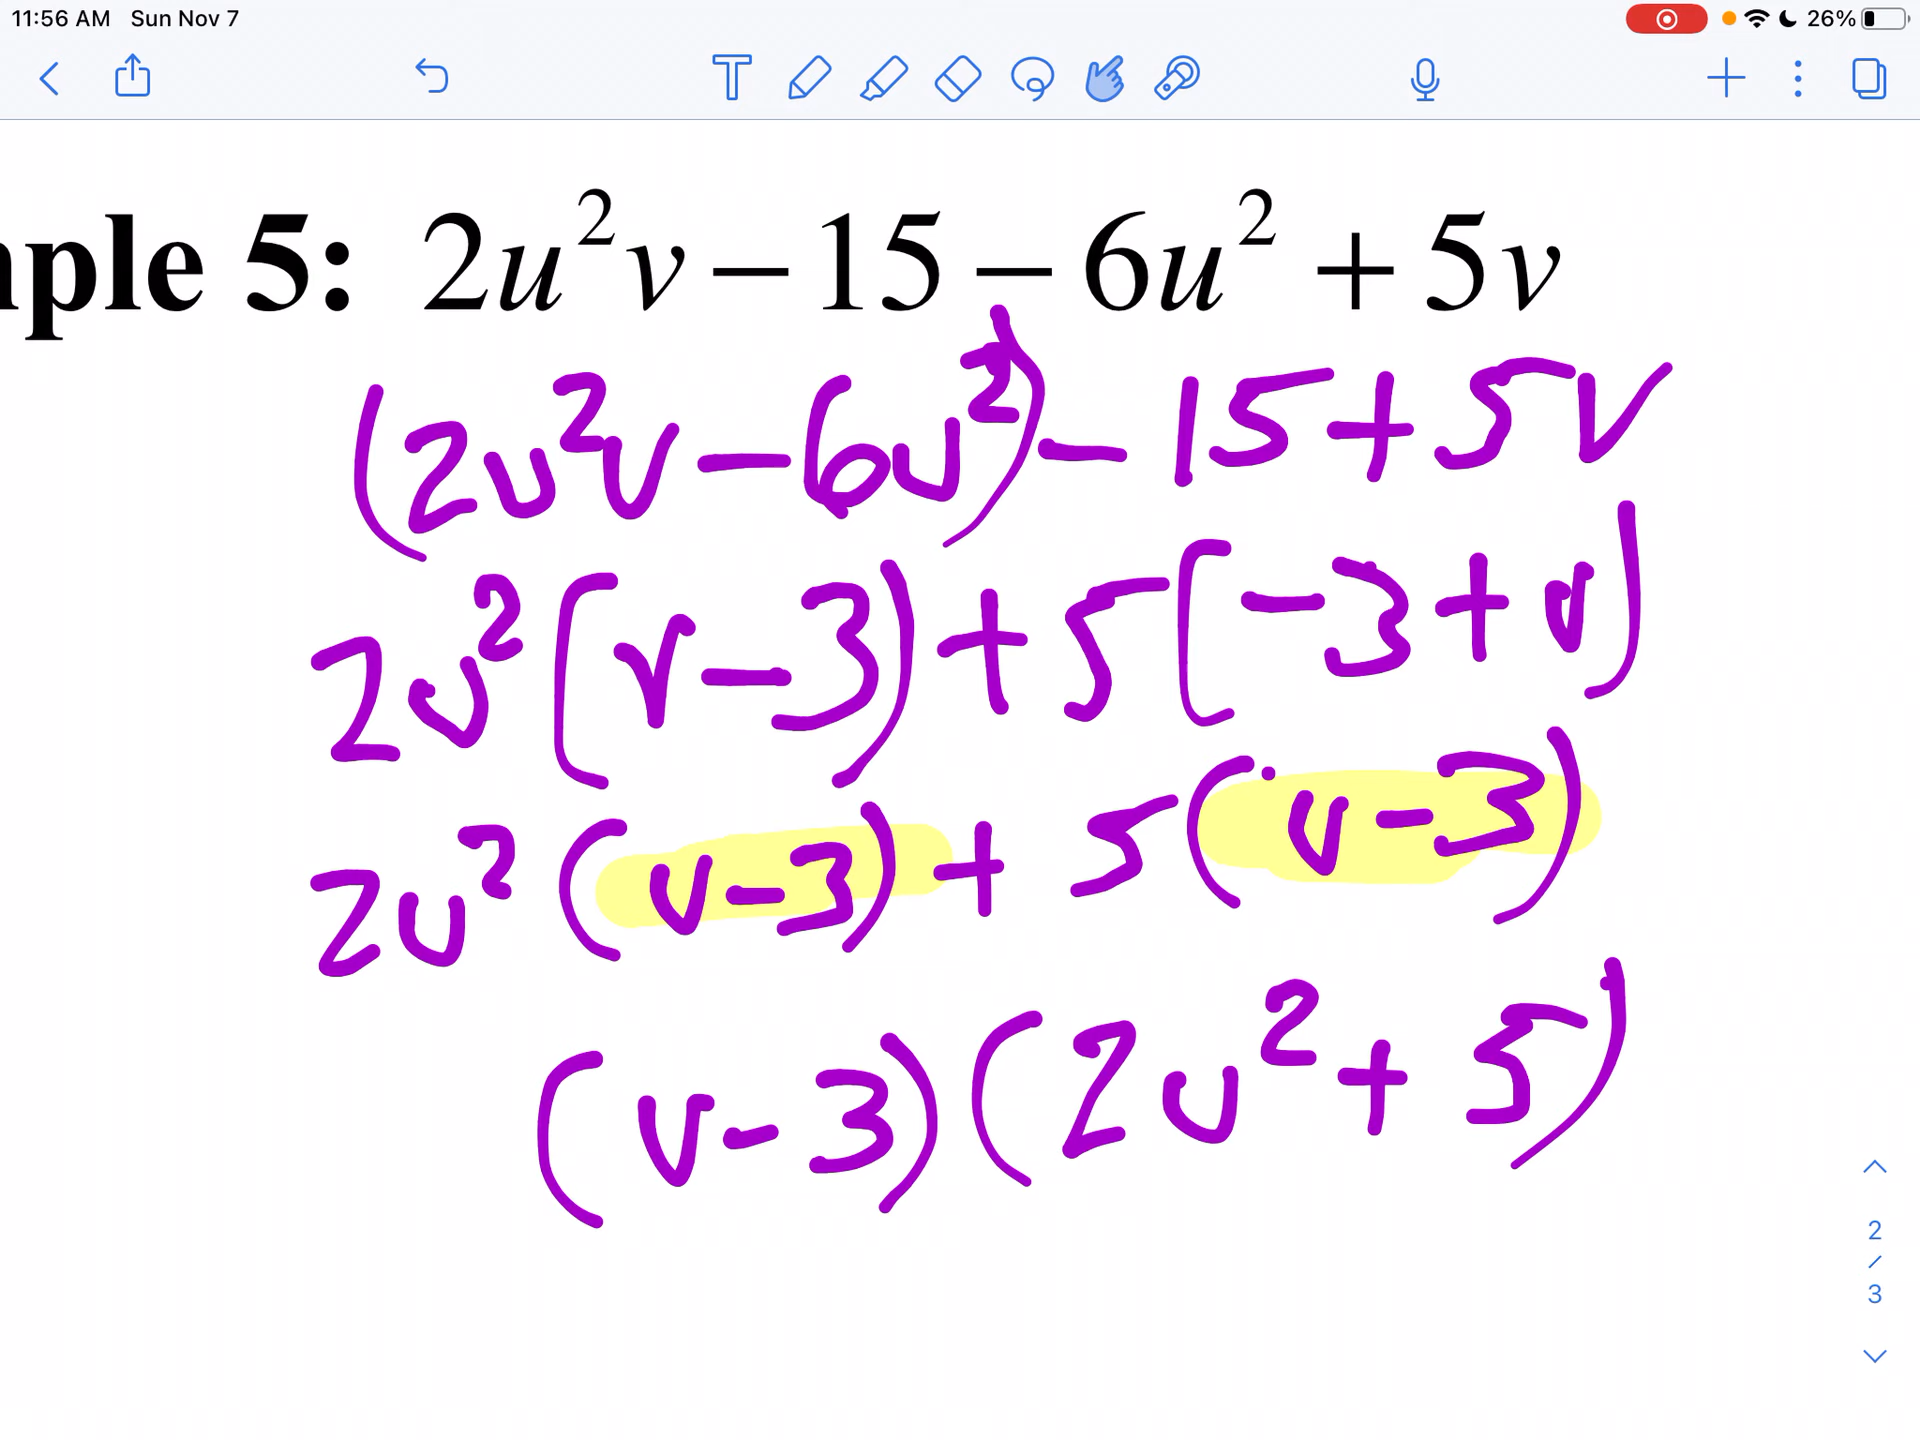 11:56 AM Sun Nov 7 26%
ple 5: 2u²v – 15 – 6u² + 5v
(2u²v – 6u²) – 15 + 5v
2u²(v – 3) + 5(-3 + v)
2u²(v – 3) + 5(v – 3)
(v – 3)(2u² + 5)
2
/
3